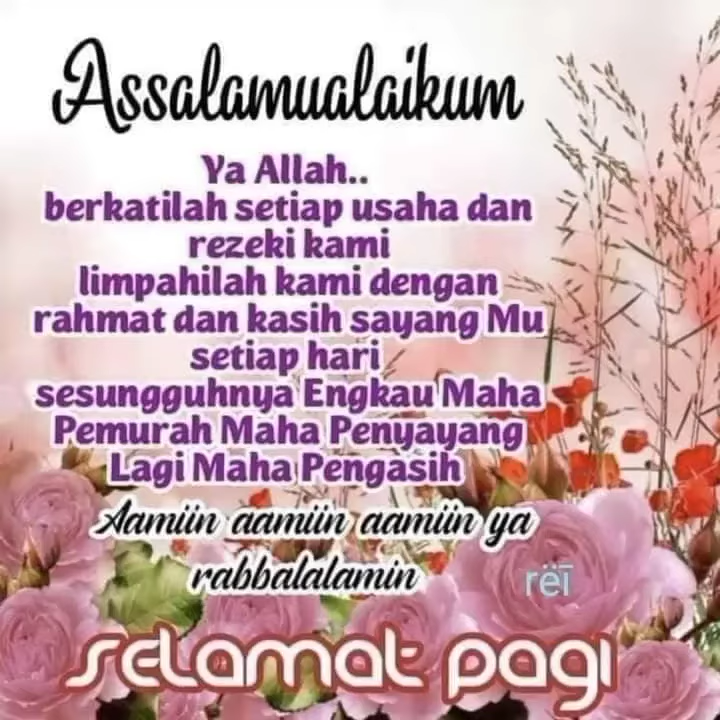 Assalamualaikum
Ya Allah..
berkatilah setiap usaha dan
rezeki kami
limpahilah kami dengan
rahmat dan kasih sayang Mu
setiap hari
sesungguhnya Engkau Maha
Pemurah Maha Penyayang
Lagi Maha Pengasih
Aamiin aamiin aamiin ya
rabbalalamin
rëī
selamat pagi